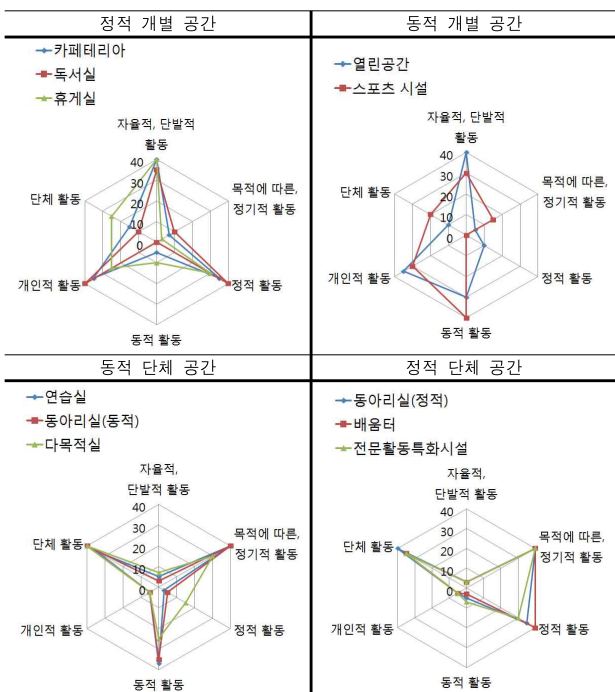 정적 개별 공간
카페테리아
독서실
휴게실
자율적, 단발적
활동
40
30
20
10
0
목적에 따른,
정기적 활동
정적 활동
동적 활동
개인적 활동
단체 활동
동적 개별 공간
열린공간
스포츠 시설
자율적, 단발적
활동
40
30
20
10
0
목적에 따른,
정기적 활동
정적 활동
동적 활동
개인적 활동
단체 활동
동적 단체 공간
연습실
동아리실(동적)
다목적실
자율적,
단발적 활동
40
30
20
10
0
목적에 따른,
정기적 활동
정적 활동
동적 활동
개인적 활동
단체 활동
정적 단체 공간
동아리실(정적)
배움터
전문활동특화시설
자율적,
단발적 활동
40
30
20
10
0
목적에 따른,
정기적 활동
정적 활동
동적 활동
개인적 활동
단체 활동